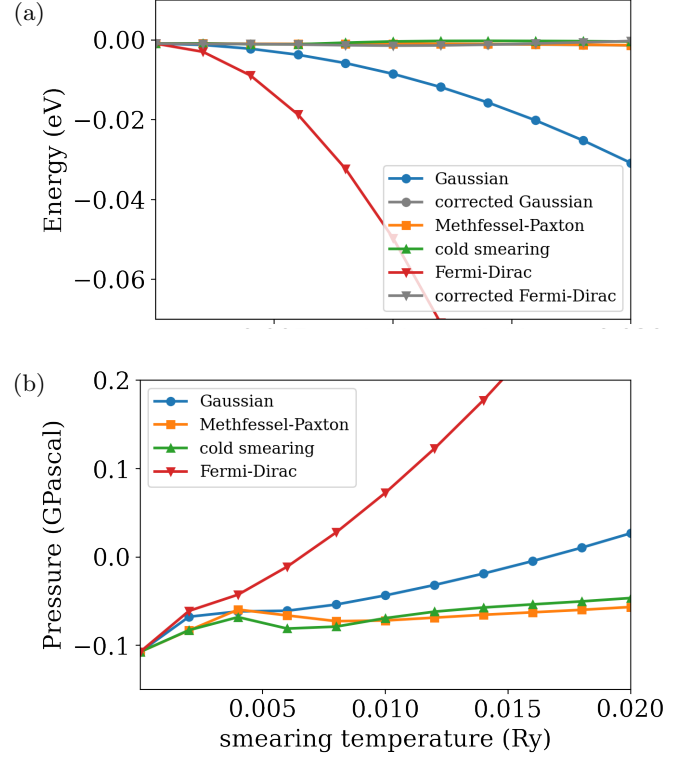 (a)
Energy (eV)
0.00
−0.02
−0.04
−0.06
Gaussian
corrected Gaussian
Methfessel-Paxton
cold smearing
Fermi-Dirac
corrected Fermi-Dirac
(b)
Pressure (GPascal)
0.2
0.1
0.0
−0.1
Gaussian
Methfessel-Paxton
cold smearing
Fermi-Dirac
0.005 0.010 0.015 0.020
smearing temperature (Ry)